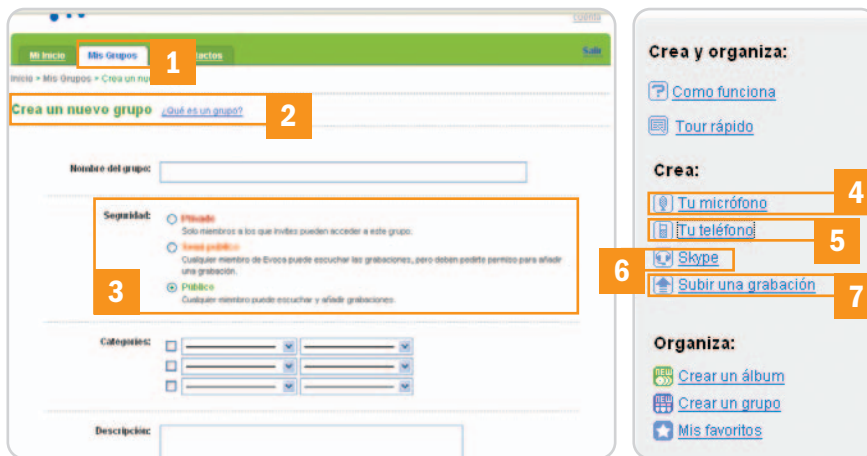 cuenta
Mi Inicio
Mis Grupos
1
tactos
Salir
Inicio > Mis Grupos > Crea un nue
Crea un nuevo grupo
¿Qué es un grupo?
2
Nombre del grupo:
Seguridad:
Privado
Solo miembros a los que invites pueden acceder a este grupo.
Semi público
Cualquier miembro de Evoca puede escuchar las grabaciones, pero deben pedirte permiso para añadir
una grabación.
3
Público
Cualquier miembro puede escuchar y añadir grabaciones.
Categories:
Descripción:
Crea y organiza:
Como funciona
Tour rápido
Crea:
Tu micrófono
4
Tu teléfono
5
6
Skype
Subir una grabación
7
Organiza:
Crear un álbum
Crear un grupo
Mis favoritos